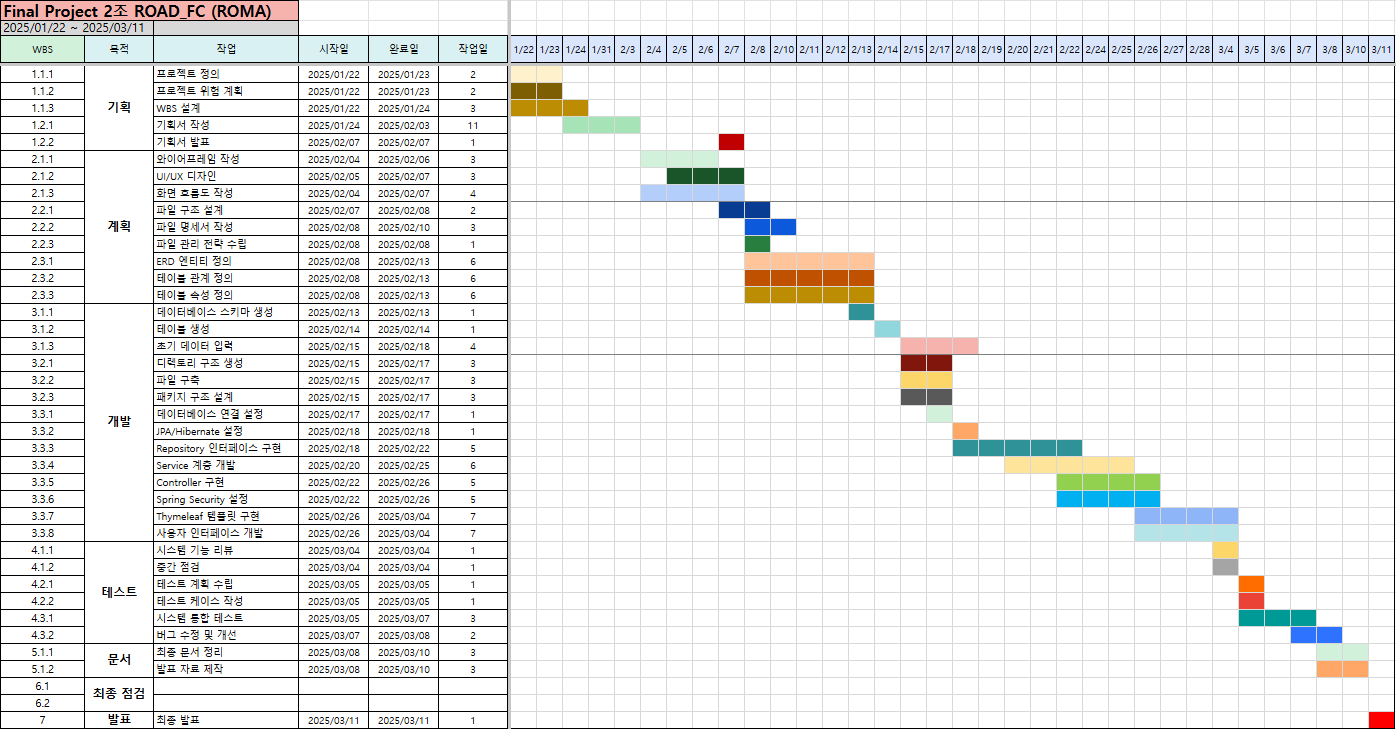 Final Project 2조 ROAD_FC (ROMA)
2025/01/22 ~ 2025/03/11
WBS 목적 작업 시작일 완료일 작업일 1/22 1/23 1/24 1/31 2/3 2/4 2/5 2/6 2/7 2/8 2/10 2/11 2/12 2/13 2/14 2/15 2/17 2/18 2/19 2/20 2/21 2/22 2/24 2/25 2/26 2/27 2/28 3/4 3/5 3/6 3/7 3/8 3/10 3/11
기획
1.1.1 프로젝트 정의 2025/01/22 2025/01/23 2
1.1.2 프로젝트 위험 계획 2025/01/22 2025/01/23 2
1.1.3 WBS 설계 2025/01/22 2025/01/24 3
1.2.1 기획서 작성 2025/01/24 2025/02/03 11
1.2.2 기획서 발표 2025/02/07 2025/02/07 1
계획
2.1.1 와이어프레임 작성 2025/02/04 2025/02/06 3
2.1.2 UI/UX 디자인 2025/02/05 2025/02/07 3
2.1.3 화면 흐름도 작성 2025/02/04 2025/02/07 4
2.2.1 파일 구조 설계 2025/02/07 2025/02/08 2
2.2.2 파일 명세서 작성 2025/02/08 2025/02/10 3
2.2.3 파일 관리 전략 수립 2025/02/08 2025/02/08 1
2.3.1 ERD 엔티티 정의 2025/02/08 2025/02/13 6
2.3.2 테이블 관계 정의 2025/02/08 2025/02/13 6
2.3.3 테이블 속성 정의 2025/02/08 2025/02/13 6
개발
3.1.1 데이터베이스 스키마 생성 2025/02/13 2025/02/13 1
3.1.2 테이블 생성 2025/02/14 2025/02/14 1
3.1.3 초기 데이터 입력 2025/02/15 2025/02/18 4
3.2.1 디렉토리 구조 생성 2025/02/15 2025/02/17 3
3.2.2 파일 구축 2025/02/15 2025/02/17 3
3.2.3 패키지 구조 설계 2025/02/15 2025/02/17 3
3.3.1 데이터베이스 연결 설정 2025/02/17 2025/02/17 1
3.3.2 JPA/Hibernate 설정 2025/02/18 2025/02/18 1
3.3.3 Repository 인터페이스 구현 2025/02/18 2025/02/22 5
3.3.4 Service 계층 개발 2025/02/20 2025/02/25 6
3.3.5 Controller 구현 2025/02/22 2025/02/26 5
3.3.6 Spring Security 설정 2025/02/22 2025/02/26 5
3.3.7 Thymeleaf 템플릿 구현 2025/02/26 2025/03/04 7
3.3.8 사용자 인터페이스 개발 2025/02/26 2025/03/04 7
테스트
4.1.1 시스템 기능 리뷰 2025/03/04 2025/03/04 1
4.1.2 중간 점검 2025/03/04 2025/03/04 1
4.2.1 테스트 계획 수립 2025/03/05 2025/03/05 1
4.2.2 테스트 케이스 작성 2025/03/05 2025/03/05 1
4.3.1 시스템 통합 테스트 2025/03/05 2025/03/07 3
4.3.2 버그 수정 및 개선 2025/03/07 2025/03/08 2
문서
5.1.1 최종 문서 정리 2025/03/08 2025/03/10 3
5.1.2 발표 자료 제작 2025/03/08 2025/03/10 3
최종 점검
6.1
6.2
7 발표 최종 발표 2025/03/11 2025/03/11 1